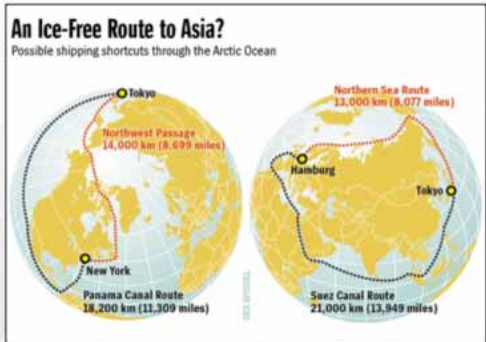 An Ice-Free Route to Asia?
Possible shipping shortcuts through the Arctic Ocean
Tokyo
Northwest Passage
14,000 km (8,699 miles)
New York
Panama Canal Route
18,200 km (11,309 miles)
Northern Sea Route
13,000 km (8,077 miles)
Hamburg
Tokyo
Suez Canal Route
21,000 km (13,949 miles)
DER SPIEGEL